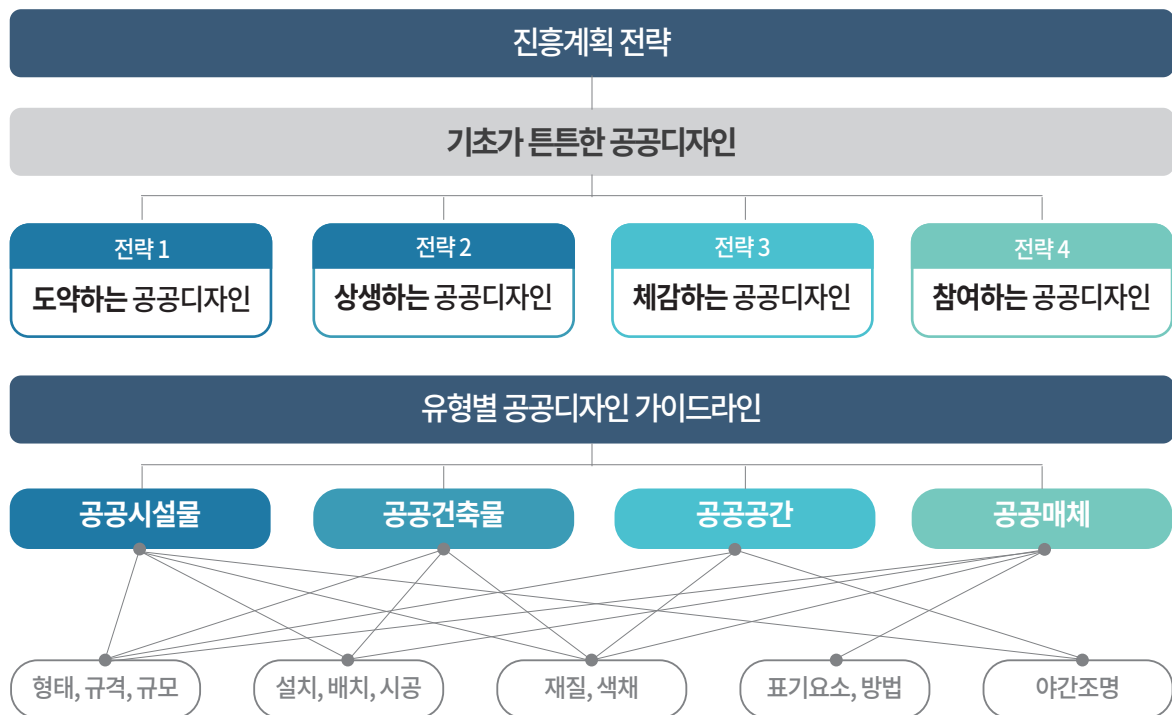 진흥계획 전략
기초가 튼튼한 공공디자인
전략 1
도약하는 공공디자인
전략 2
상생하는 공공디자인
전략 3
체감하는 공공디자인
전략 4
참여하는 공공디자인
유형별 공공디자인 가이드라인
공공시설물
공공건축물
공공공간
공공매체
형태, 규격, 규모
설치, 배치, 시공
재질, 색채
표기요소, 방법
야간조명